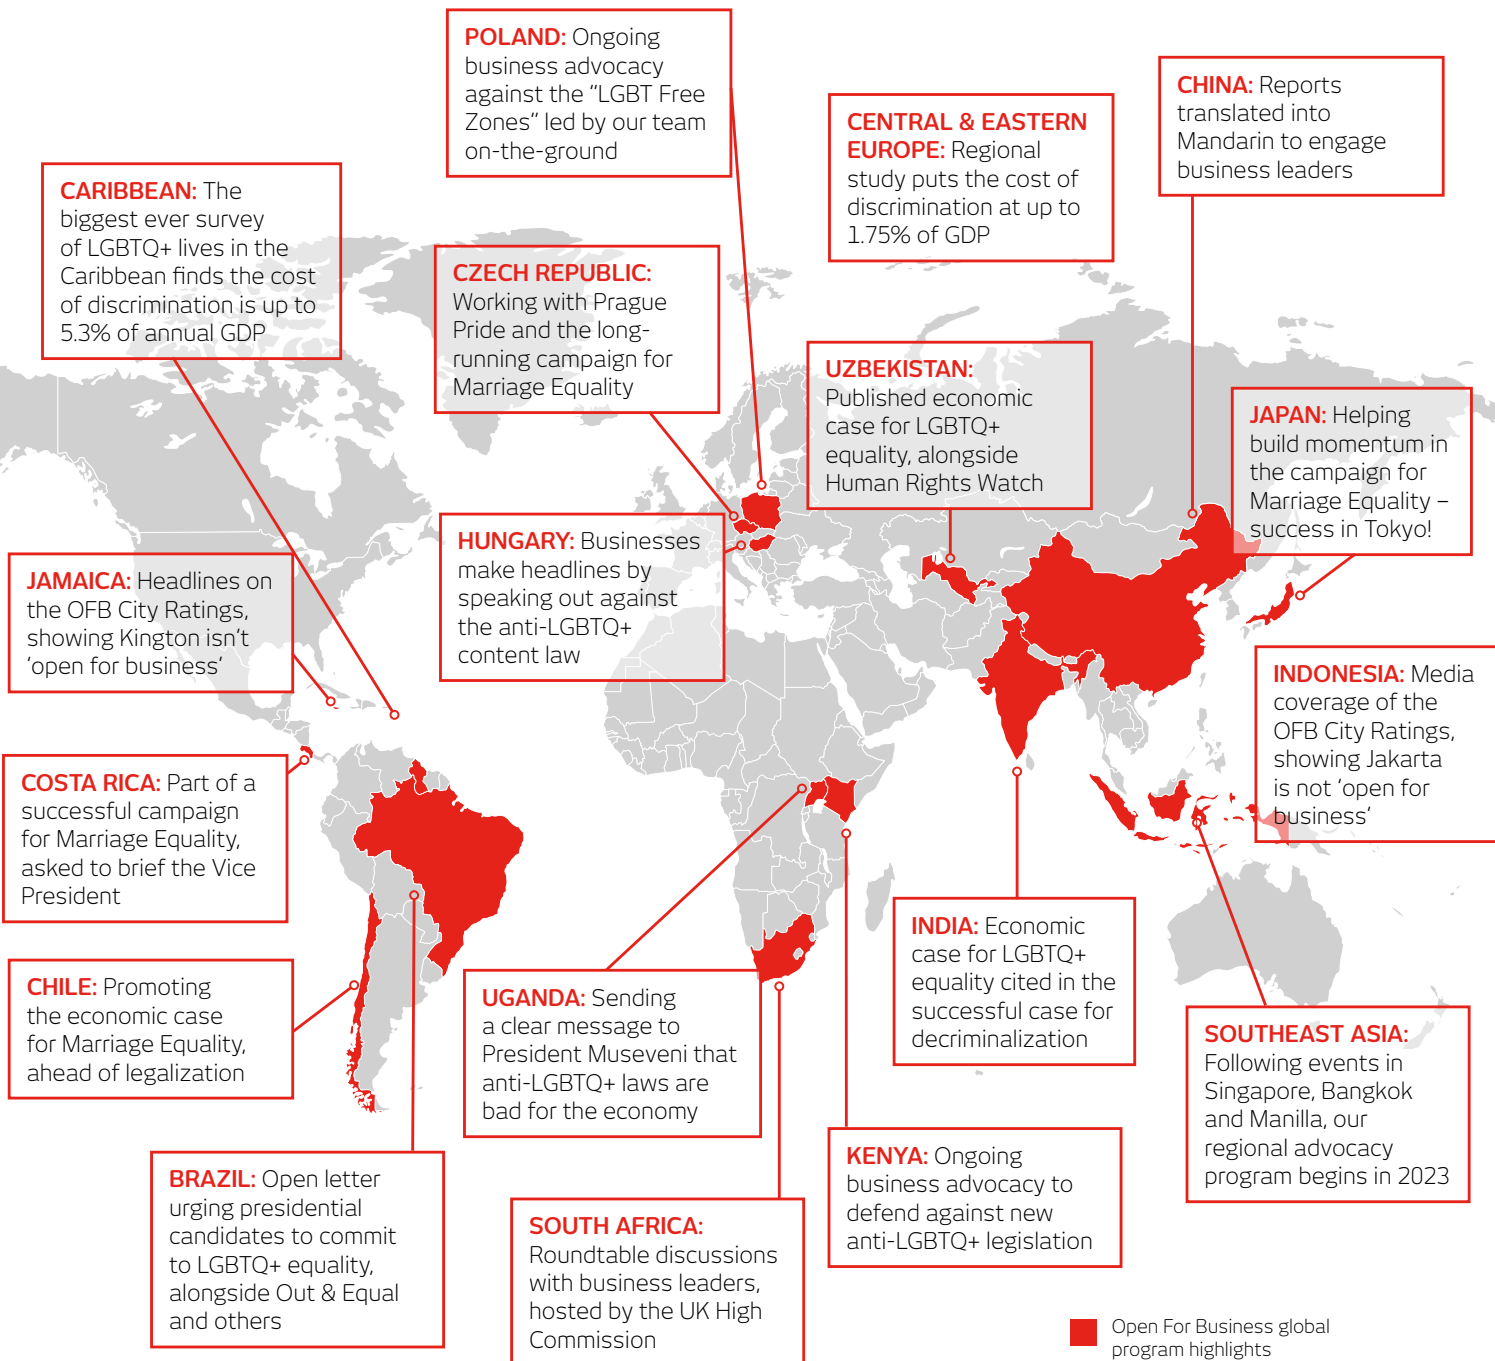 POLAND: Ongoing
business advocacy
against the “LGBT Free
Zones” led by our team
on-the-ground
CHINA: Reports
translated into
Mandarin to engage
business leaders
CENTRAL & EASTERN
EUROPE: Regional
study puts the cost of
discrimination at up to
1.75% of GDP
CARIBBEAN: The
biggest ever survey
of LGBTQ+ lives in the
Caribbean finds the cost
of discrimination is up to
5.3% of annual GDP
CZECH REPUBLIC:
Working with Prague
Pride and the long-
running campaign for
Marriage Equality
UZBEKISTAN:
Published economic
case for LGBTQ+
equality, alongside
Human Rights Watch
JAPAN: Helping
build momentum in
the campaign for
Marriage Equality –
success in Tokyo!
HUNGARY: Businesses
make headlines by
speaking out against
the anti-LGBTQ+
content law
JAMAICA: Headlines on
the OFB City Ratings,
showing Kington isn’t
‘open for business’
INDONESIA: Media
coverage of the
OFB City Ratings,
showing Jakarta
is not ‘open for
business’
COSTA RICA: Part of a
successful campaign
for Marriage Equality,
asked to brief the Vice
President
INDIA: Economic
case for LGBTQ+
equality cited in the
successful case for
decriminalization
CHILE: Promoting
the economic case
for Marriage Equality,
ahead of legalization
UGANDA: Sending
a clear message to
President Museveni that
anti-LGBTQ+ laws are
bad for the economy
SOUTHEAST ASIA:
Following events in
Singapore, Bangkok
and Manilla, our
regional advocacy
program begins in 2023
KENYA: Ongoing
business advocacy to
defend against new
anti-LGBTQ+ legislation
BRAZIL: Open letter
urging presidential
candidates to commit
to LGBTQ+ equality,
alongside Out & Equal
and others
SOUTH AFRICA:
Roundtable discussions
with business leaders,
hosted by the UK High
Commission
Open For Business global
program highlights